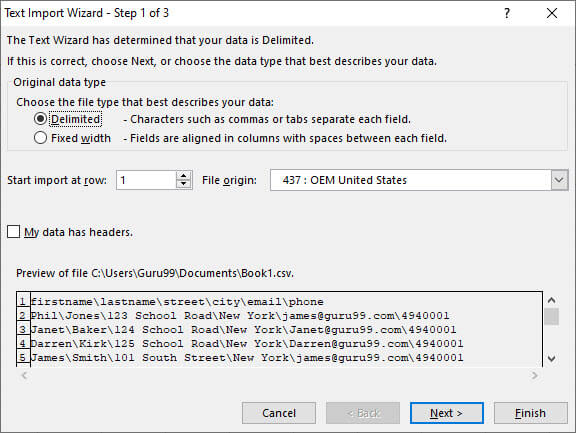 Text Import Wizard - Step 1 of 3
The Text Wizard has determined that your data is Delimited.
If this is correct, choose Next, or choose the data type that best describes your data.
Original data type
Choose the file type that best describes your data:
Delimited - Characters such as commas or tabs separate each field.
Fixed width - Fields are aligned in columns with spaces between each field.
Start import at row: 1 File origin: 437 : OEM United States
My data has headers.
Preview of file C:\Users\Guru99\Documents\Book1.csv.
1 firstname\lastname\street\city\email\phone
2 Phil\Jones\123 School Road\New York\james@guru99.com\4940001
3 Janet\Baker\124 School Road\New York\Janet@guru99.com\4940001
4 Darren\Kirk\125 School Road\New York\Darren@guru99.com\4940001
5 James\Smith\101 South Street\New York\james@guru99.com\4940001
Cancel < Back Next > Finish